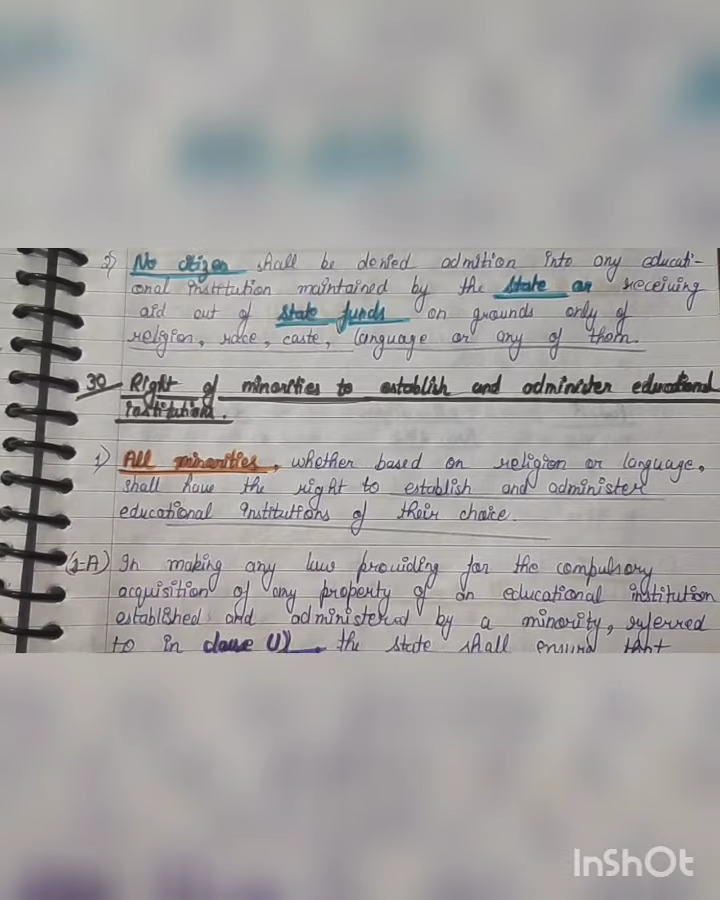 2) No citizen shall be denied admition into any educati-
onal institution maintained by the state or receiving
aid out of state funds on grounds only of
religion, race, caste, language or any of them.
30 Right of minorities to establish and administer educational
institutions.
1) All minorities, whether based on religion or language,
shall have the right to establish and administer
educational institutions of their choice.
(1-A) In making any law providing for the compulsory
acquisition of any property of an educational institution
established and administered by a minority, referred
to in clause (1), the state shall ensure that
InShOt